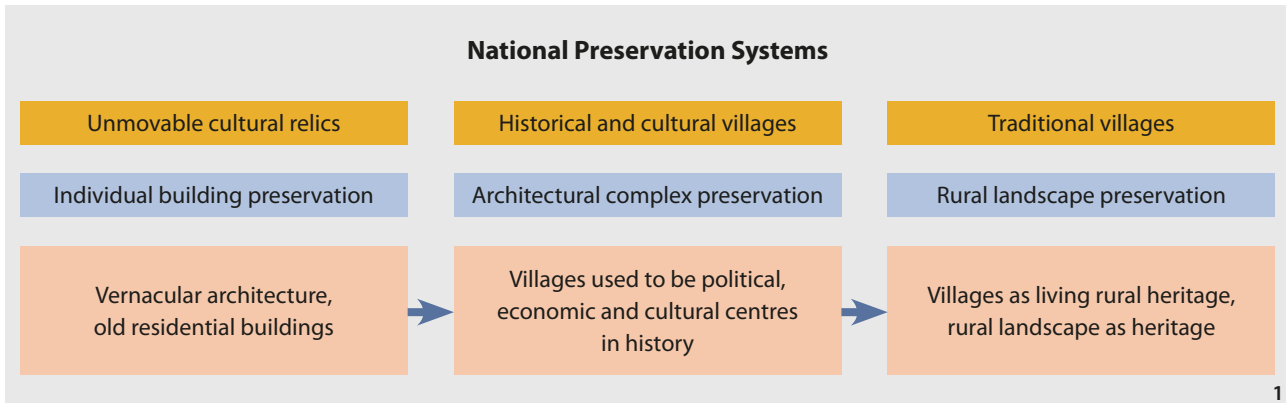 National Preservation Systems
Unmovable cultural relics
Historical and cultural villages
Traditional villages
Individual building preservation
Architectural complex preservation
Rural landscape preservation
Vernacular architecture,
old residential buildings
Villages used to be political,
economic and cultural centres
in history
Villages as living rural heritage,
rural landscape as heritage
1